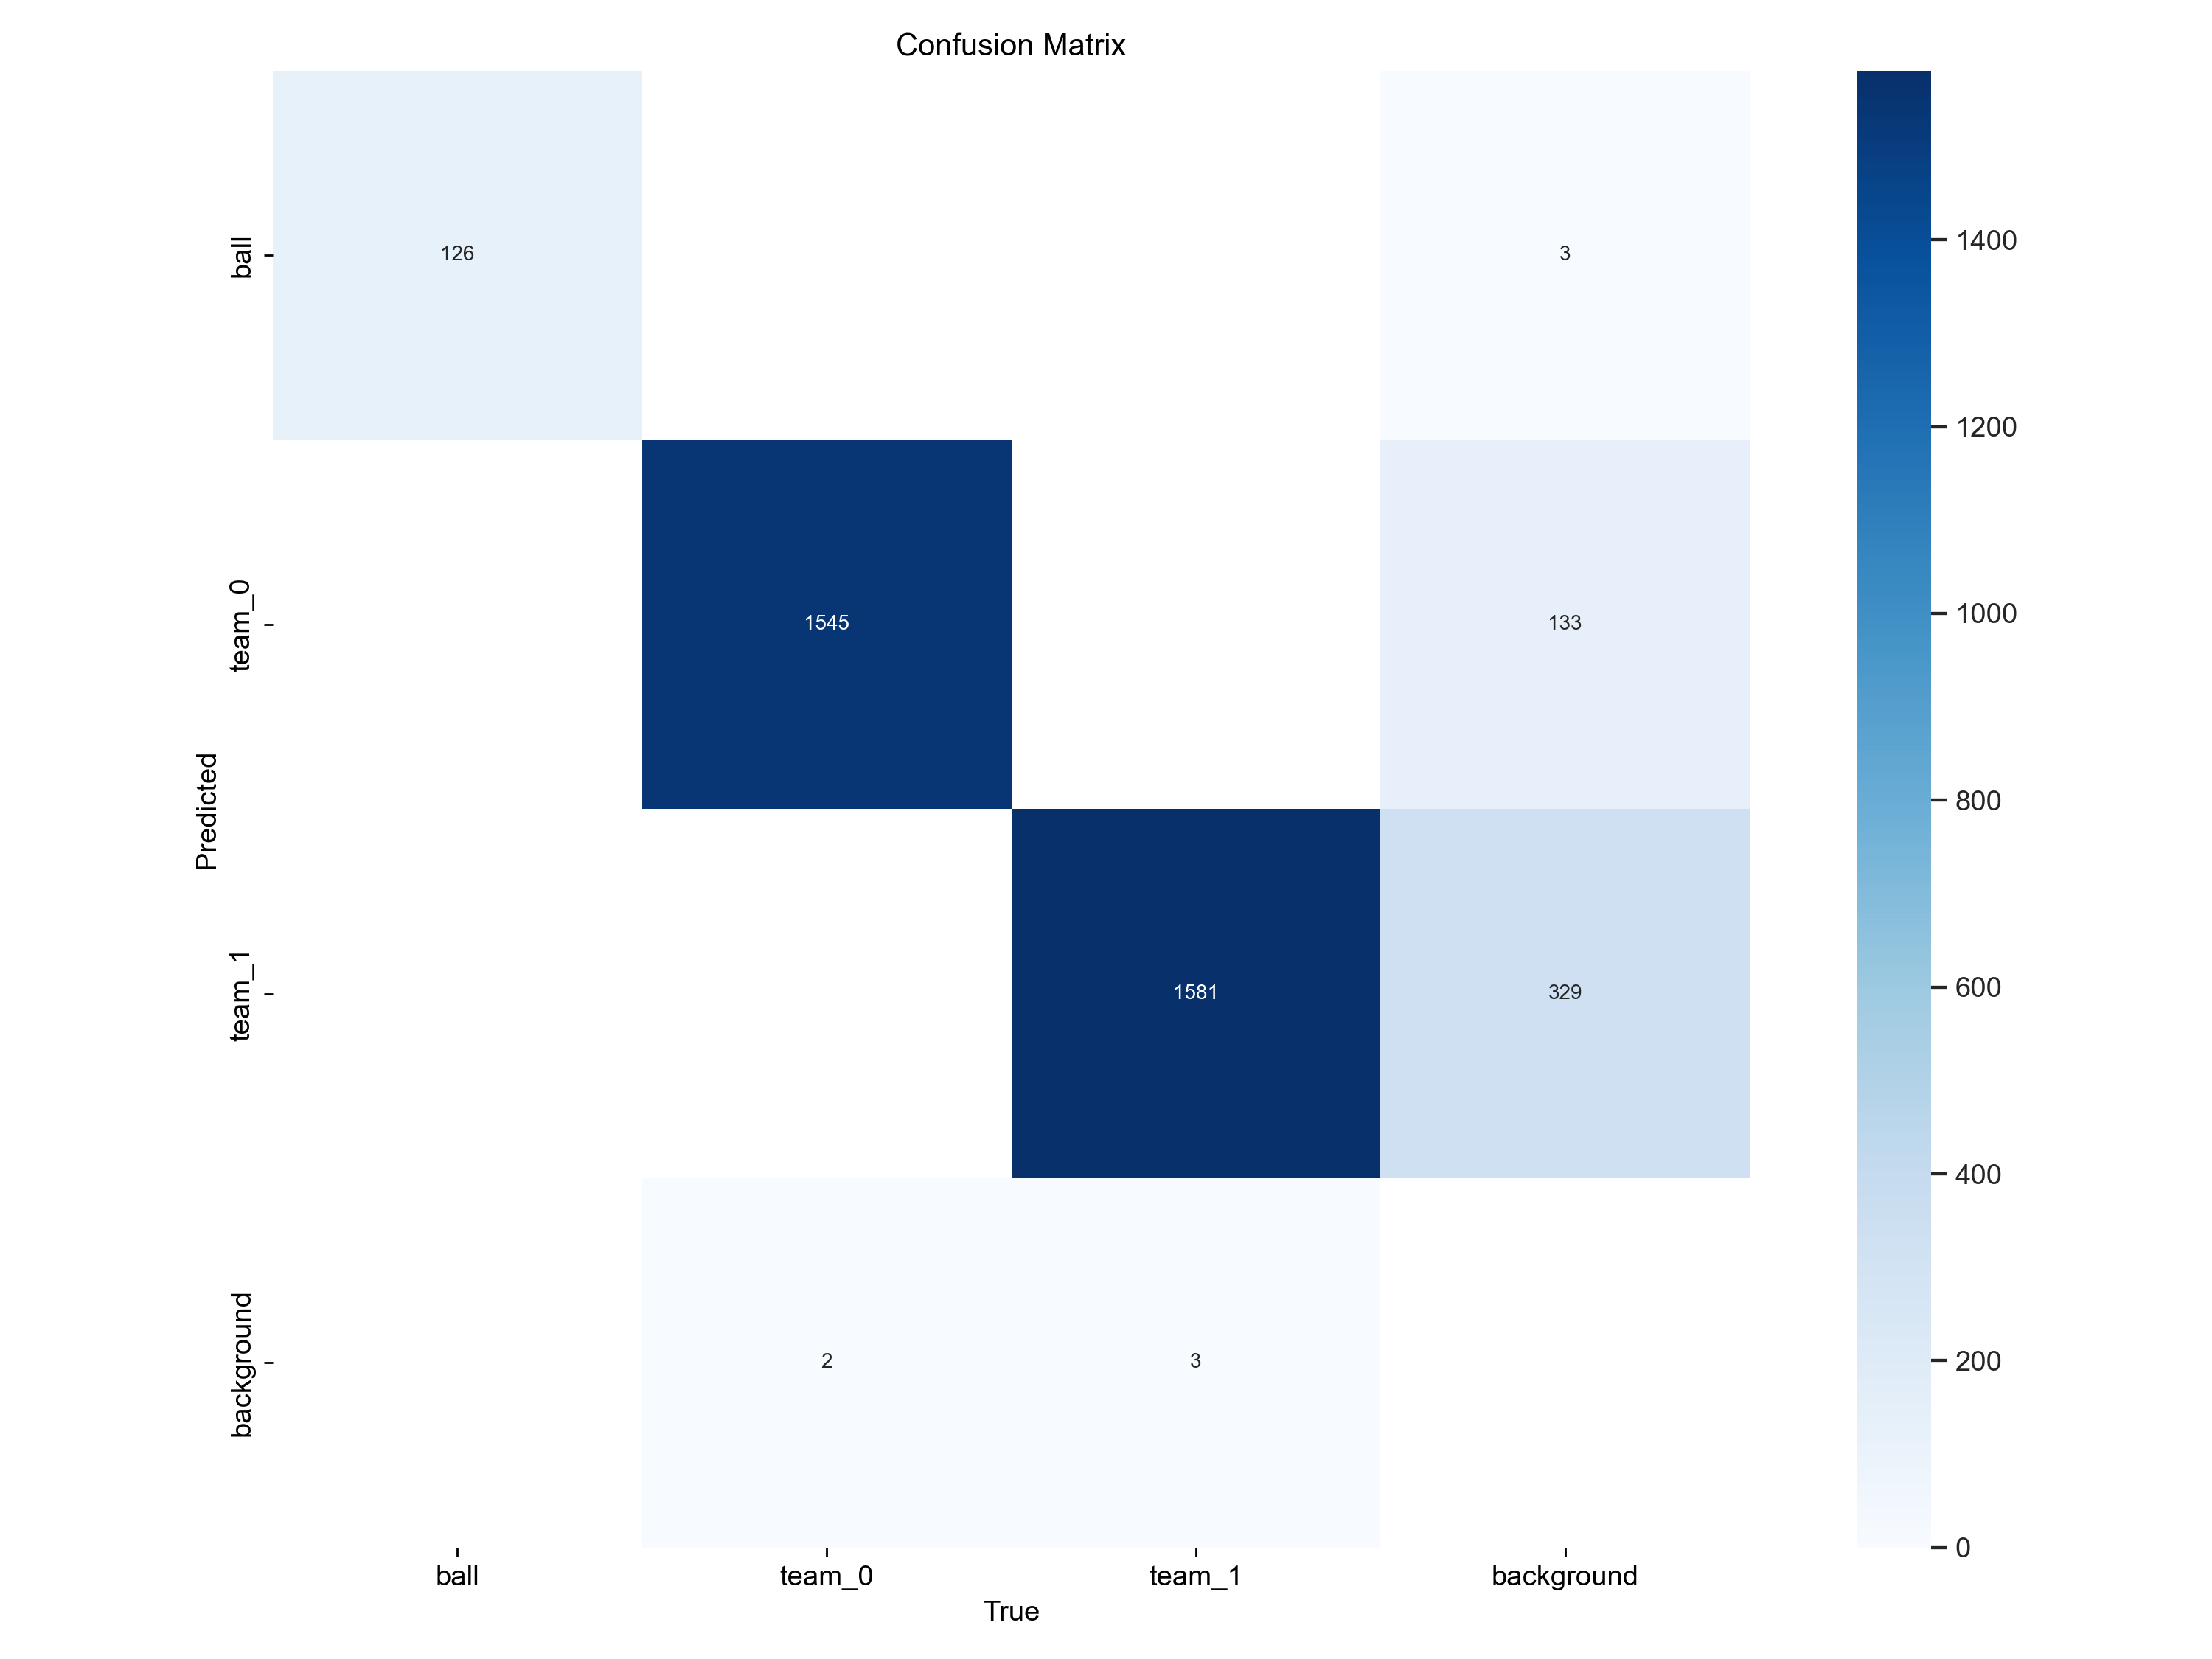 Confusion Matrix
126
3
1545
133
1581
329
2
3
ball
team_0
team_1
background
Predicted
ball
team_0
team_1
background
True
1400
1200
1000
800
600
400
200
0